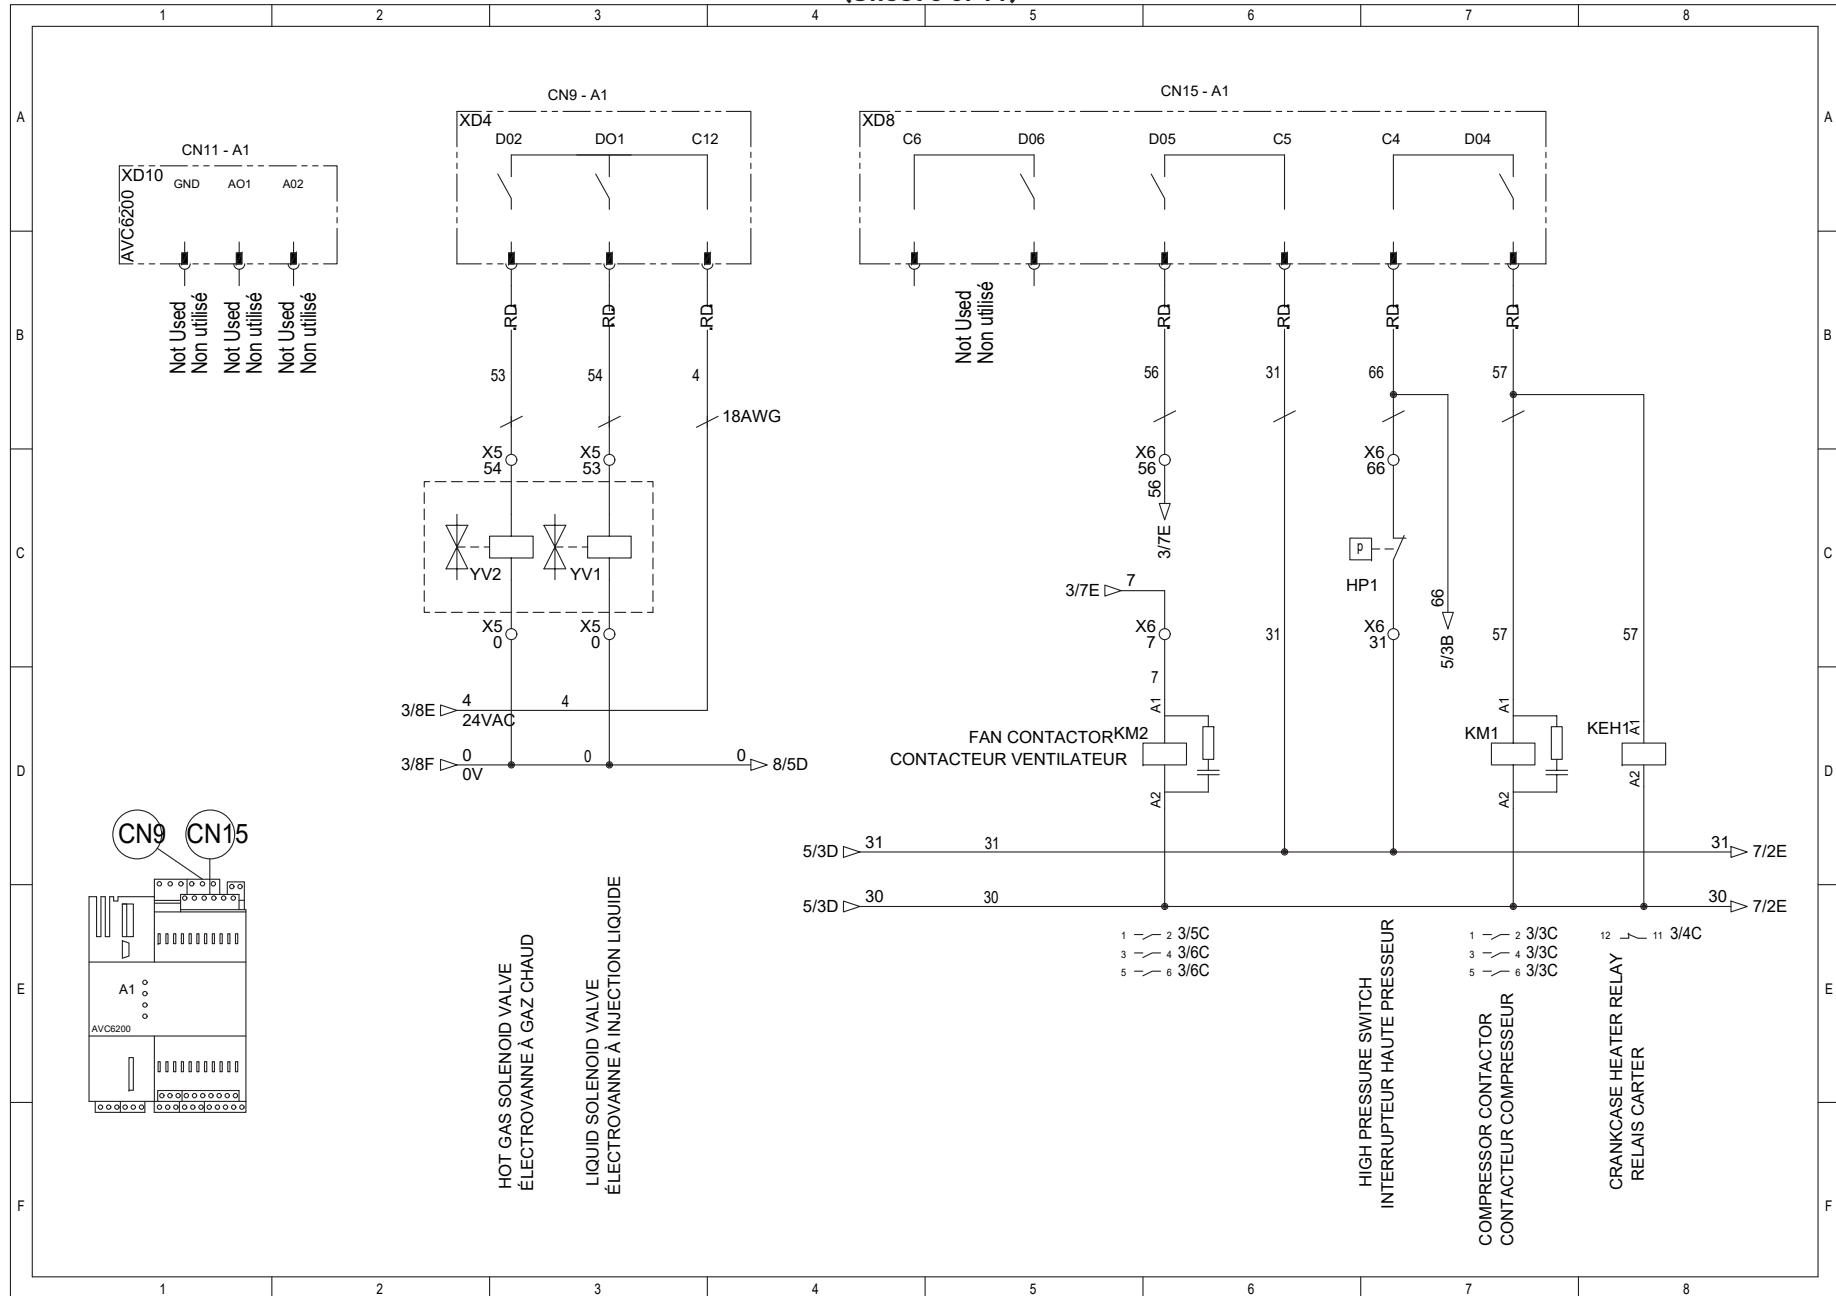 1 2 3 4 5 6 7 8
A A
B B
C C
D D
E E
F F
CN11 - A1
XD10
AVC6200
GND AO1 A02
Not Used
Non utilisé
Not Used
Non utilisé
Not Used
Non utilisé
CN9 - A1
XD4
D02 DO1 C12
RD RD RD
53 54 4
18AWG
X5
54
X5
53
YV2 YV1
X5
0
X5
0
3/8E 4 4
24VAC
3/8F 0 0 0 8/5D
0V
CN15 - A1
XD8
C6 D06 D05 C5 C4 D04
Not Used
Non utilisé
RD RD RD RD
56 31 66 57
X6
56
56
3/7E
X6
66
P
HP1
66
5/3B
3/7E 7
X6
7
7
31
X6
31
57 57
FAN CONTACTOR
CONTACTEUR VENTILATEUR
KM2
A1
A2
KM1
A1
A2
KEH1
A1
A2
5/3D 31 31 31 7/2E
5/3D 30 30 30 7/2E
1 2 3/5C
3 4 3/6C
5 6 3/6C
1 2 3/3C
3 4 3/3C
5 6 3/3C
12 11 3/4C
CN9 CN15
A1
AVC6200
HOT GAS SOLENOID VALVE
ÉLECTROVANNE À GAZ CHAUD
LIQUID SOLENOID VALVE
ÉLECTROVANNE À INJECTION LIQUIDE
HIGH PRESSURE SWITCH
INTERRUPTEUR HAUTE PRESSEUR
COMPRESSOR CONTACTOR
CONTACTEUR COMPRESSEUR
CRANKCASE HEATER RELAY
RELAIS CARTER
1 2 3 4 5 6 7 8